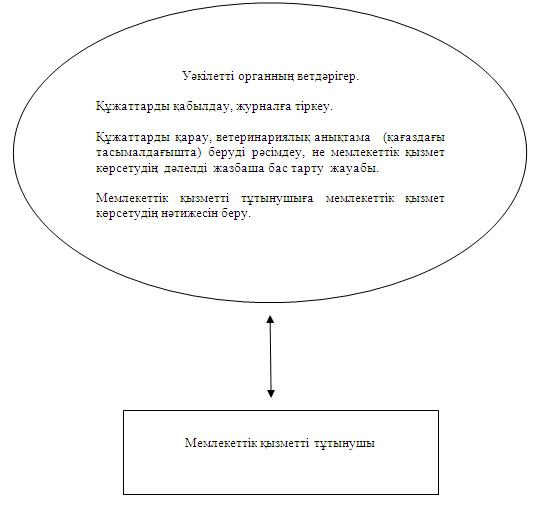 Уәкілетті органның ветдәрігер.
Құжаттарды қабылдау, журналға тіркеу.
Құжаттарды қарау, ветеринариялық анықтама (қағаздағы
тасымалдағышта) беруді рәсімдеу, не мемлекеттік қызмет
көрсетудің дәлелді жазбаша бас тарту жауабы.
Мемлекеттік қызметті тұтынушыға мемлекеттік қызмет
көрсетудің нәтижесін беру.
Мемлекеттік қызметті тұтынушы